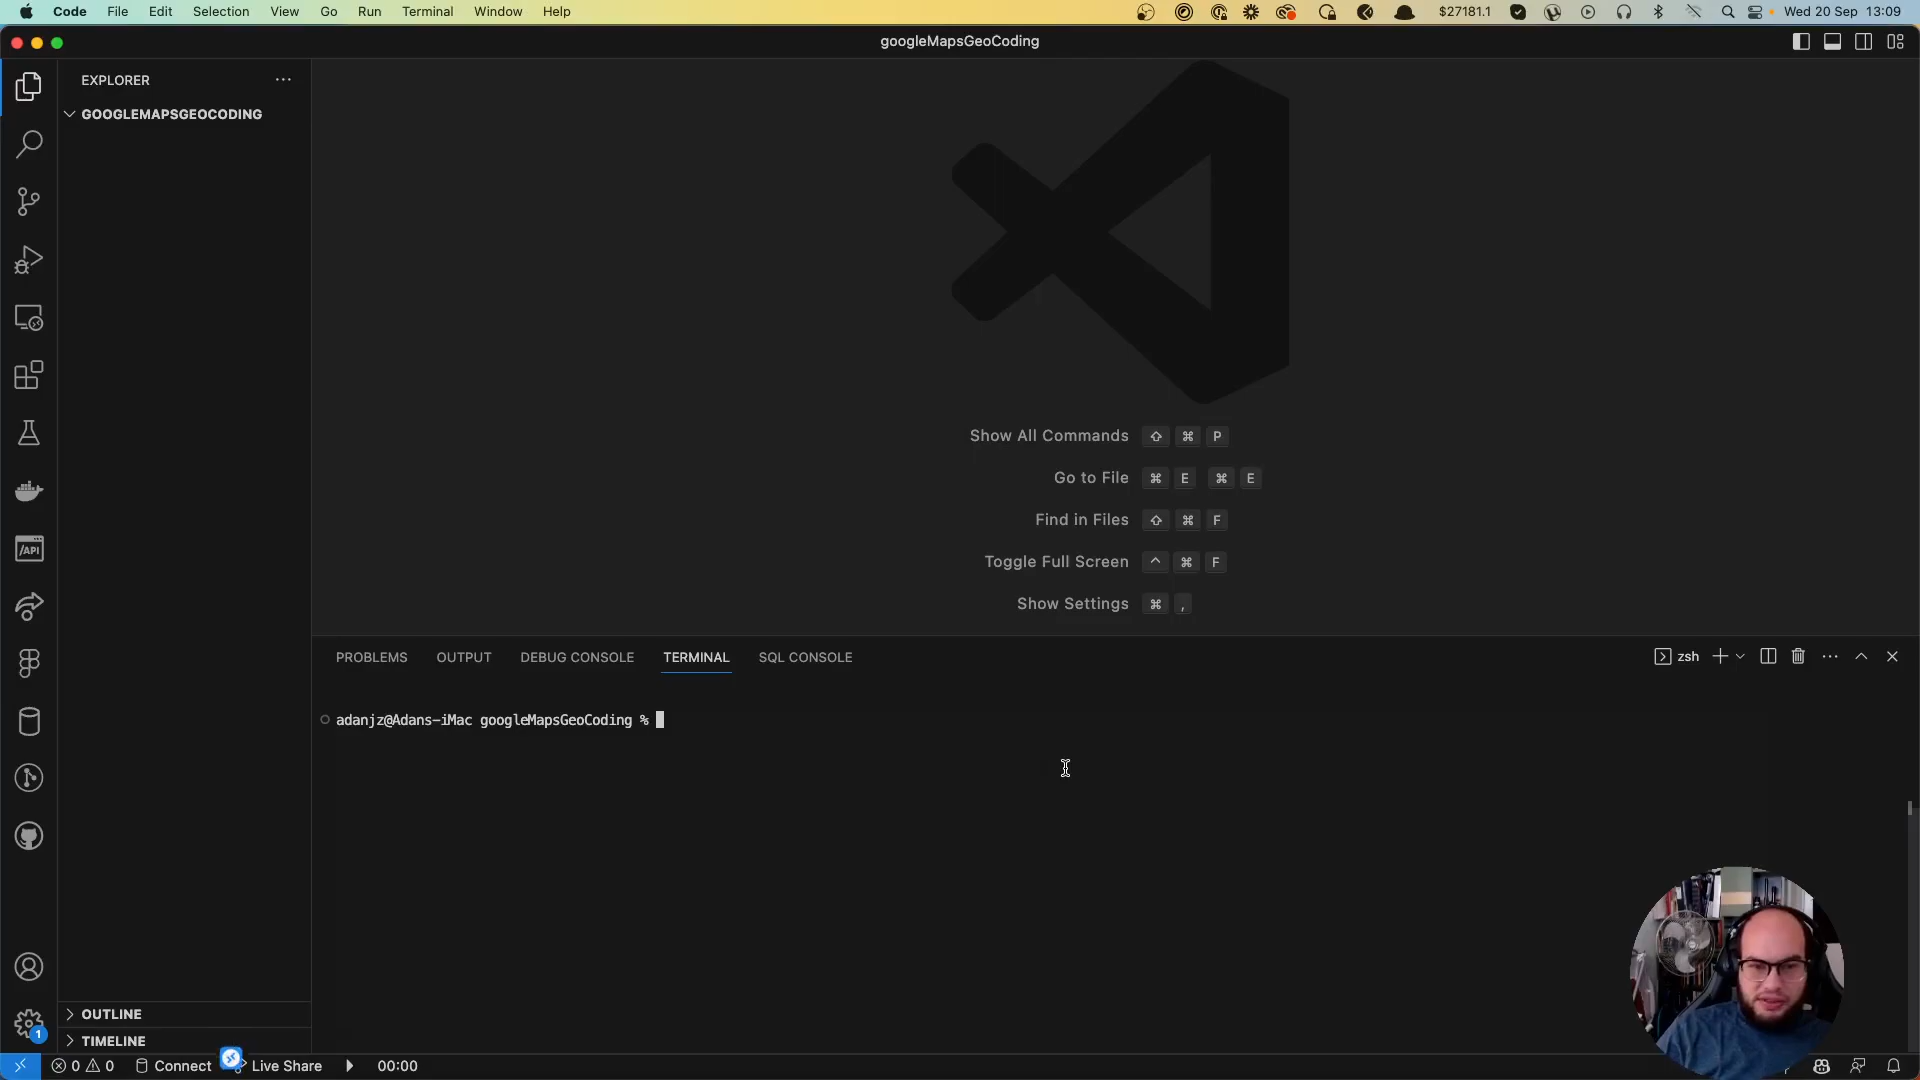 Code File Edit Selection View Go Run Terminal Window Help $27181.1 Wed 20 Sep 13:09
googleMapsGeoCoding
EXPLORER
GOOGLEMAPSGEOCODING
/API
Show All Commands ⇧ ⌘ P
Go to File ⌘ E ⌘ E
Find in Files ⇧ ⌘ F
Toggle Full Screen ^ ⌘ F
Show Settings ⌘ ,
PROBLEMS OUTPUT DEBUG CONSOLE TERMINAL SQL CONSOLE zsh
adanjz@Adans-iMac googleMapsGeoCoding %
OUTLINE
1
TIMELINE
0 0 Connect Live Share 00:00